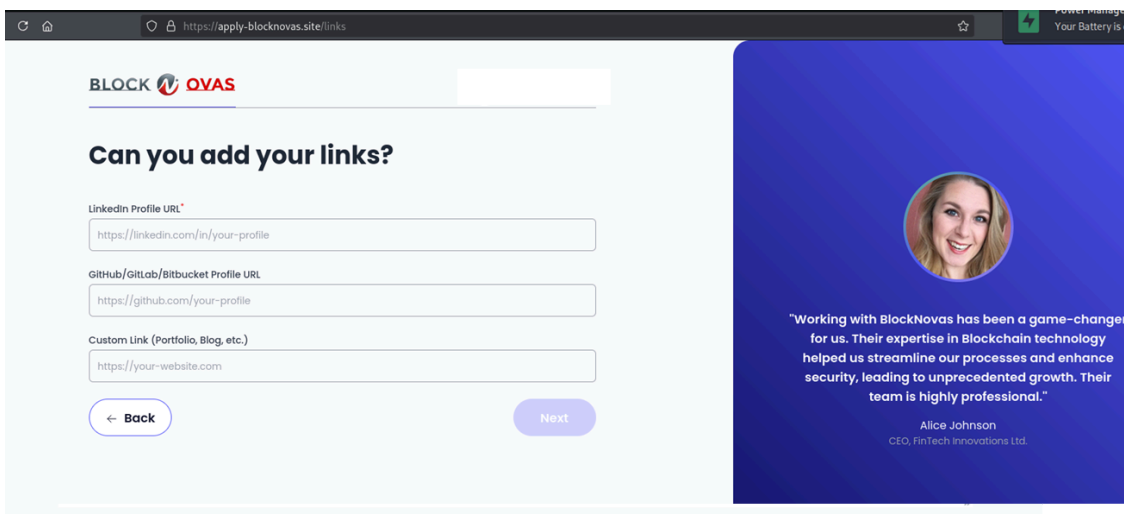 https://apply-blocknovas.site/links
Power Manage
Your Battery is
BLOCK N OVAS
Can you add your links?
LinkedIn Profile URL*
https://linkedin.com/in/your-profile
GitHub/GitLab/Bitbucket Profile URL
https://github.com/your-profile
Custom Link (Portfolio, Blog, etc.)
https://your-website.com
← Back
Next
"Working with BlockNovas has been a game-changer
for us. Their expertise in Blockchain technology
helped us streamline our processes and enhance
security, leading to unprecedented growth. Their
team is highly professional."
Alice Johnson
CEO, FinTech Innovations Ltd.